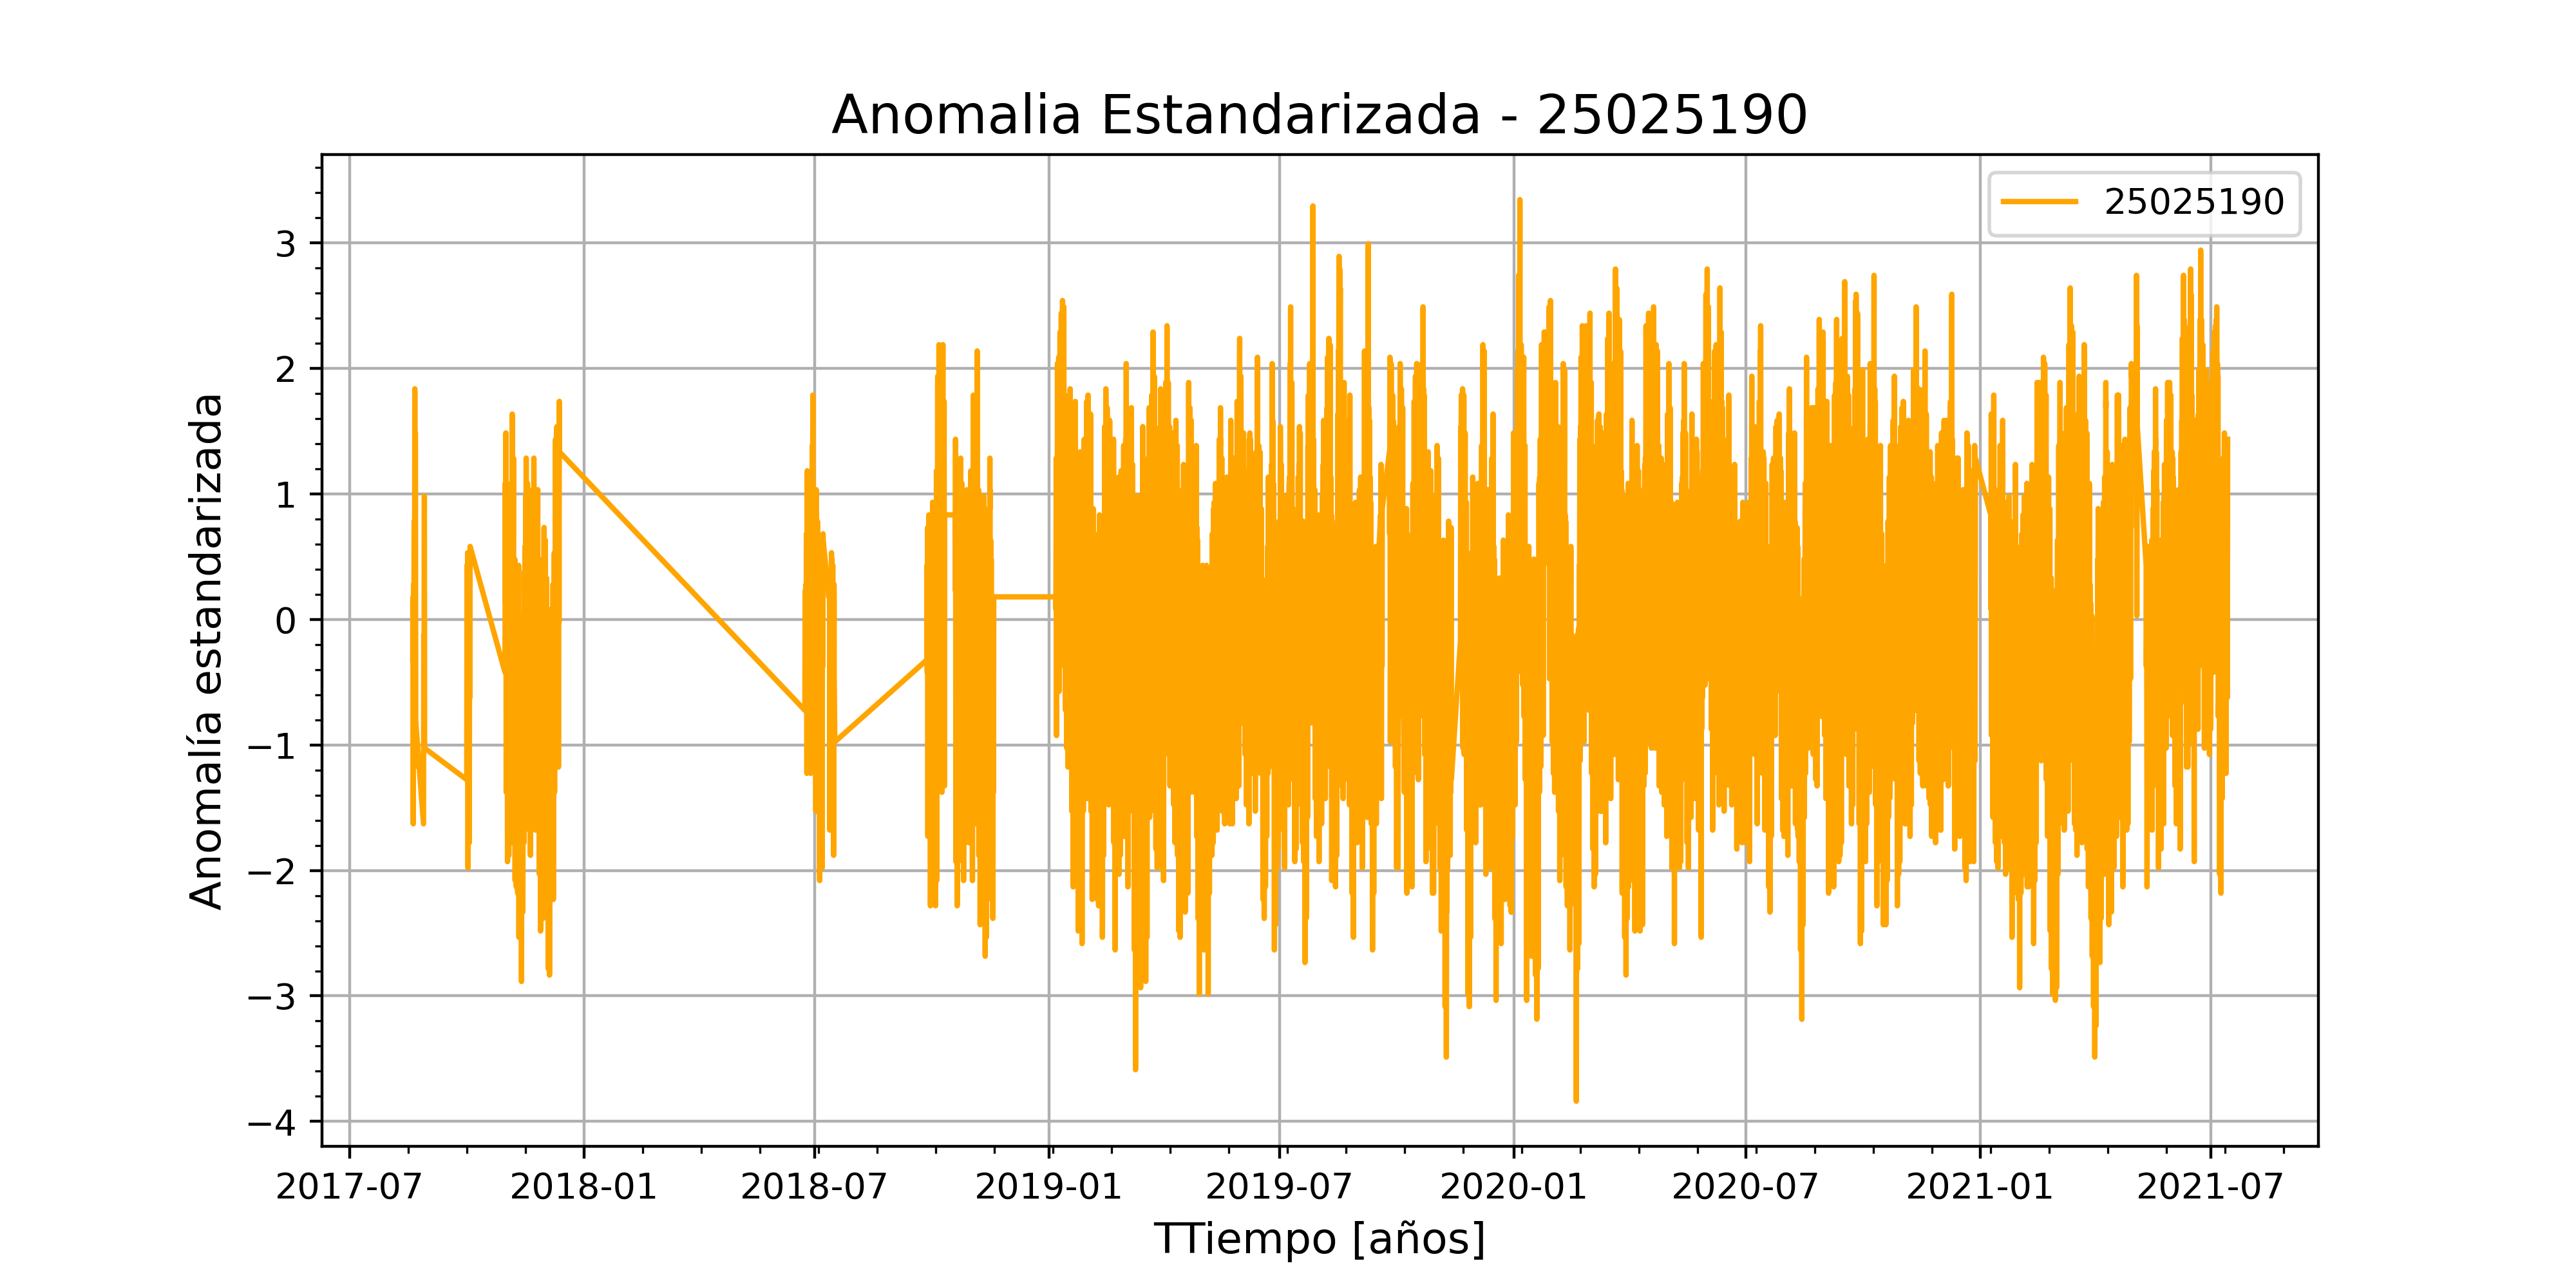 Anomalia Estandarizada - 25025190
25025190
Anomalía estandarizada
3
2
1
0
−1
−2
−3
−4
2017-07 2018-01 2018-07 2019-01 2019-07 2020-01 2020-07 2021-01 2021-07
TTiempo [años]